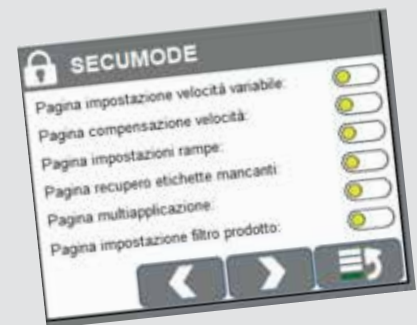 SECUMODE
Pagina impostazione velocità variabile:
Pagina compensazione velocità:
Pagina impostazioni rampe:
Pagina recupero etichette mancanti:
Pagina multiapplicazione:
Pagina impostazione filtro prodotto: